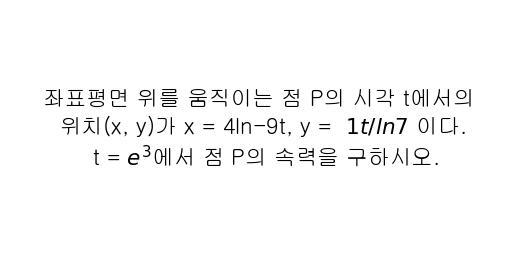 좌표평면 위를 움직이는 점 P의 시각 t에서의
위치(x, y)가 x = 4ln-9t, y = 1t/ln7 이다.
t = e³에서 점 P의 속력을 구하시오.